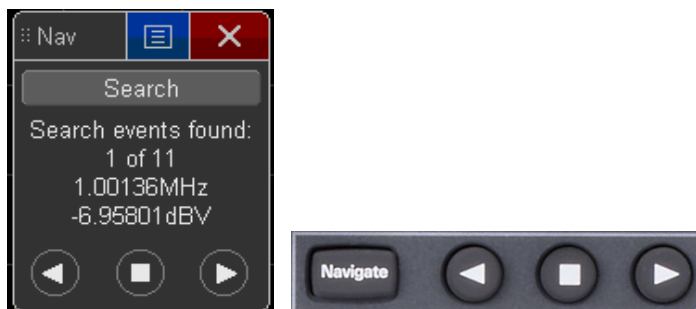 Nav
Search
Search events found:
1 of 11
1.00136MHz
-6.95801dBV
Navigate